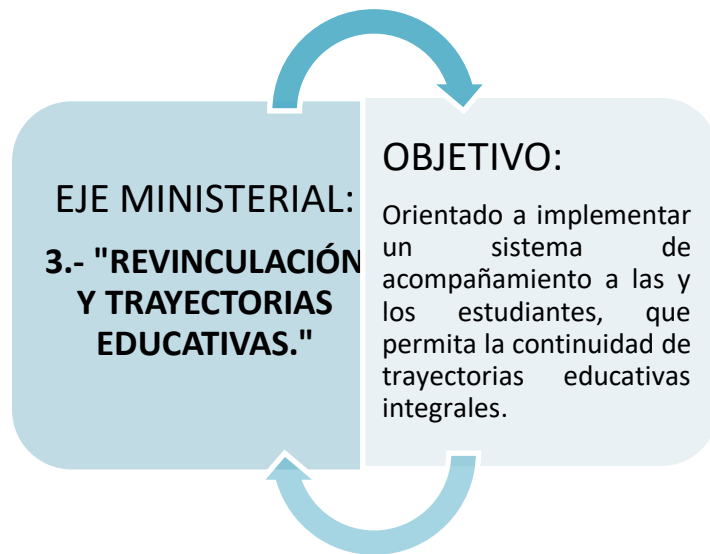 EJE MINISTERIAL:
3.- "REVINCULACIÓN
Y TRAYECTORIAS
EDUCATIVAS."
OBJETIVO:
Orientado a implementar
un sistema de
acompañamiento a las y
los estudiantes, que
permita la continuidad de
trayectorias educativas
integrales.